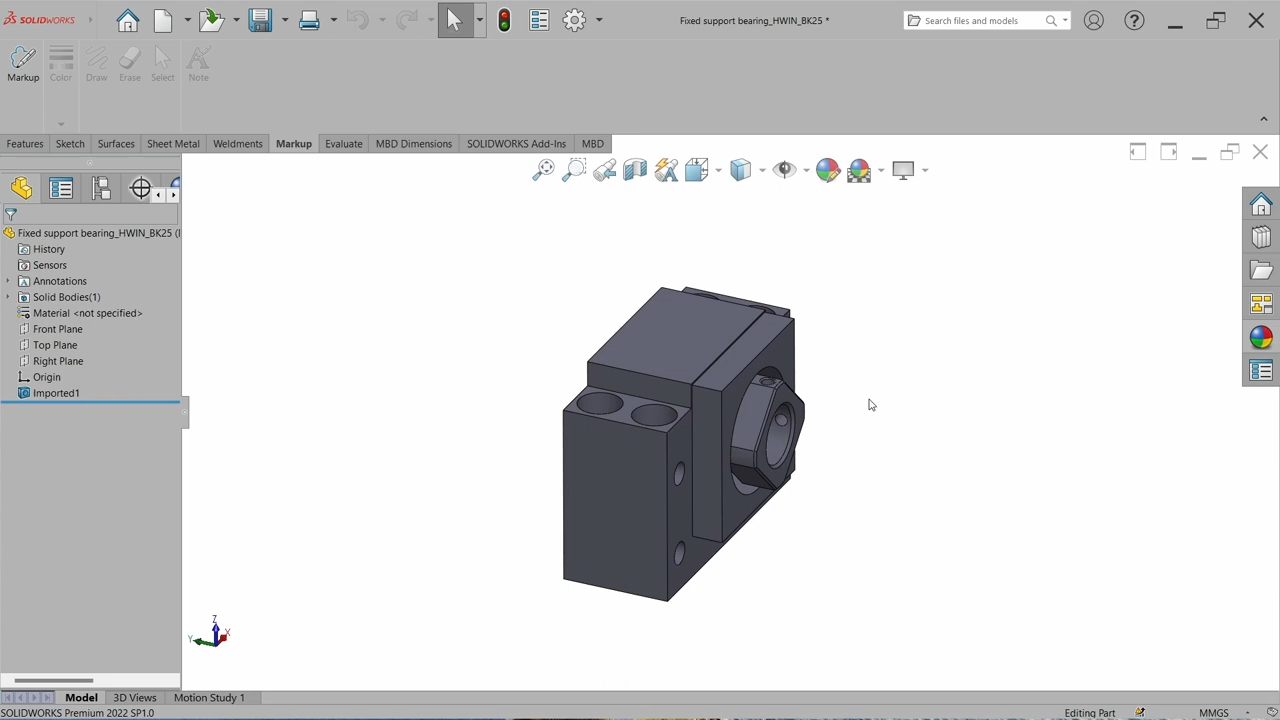 SOLIDWORKS
Fixed support bearing_HWIN_BK25 *
Search files and models
Markup
Color
Draw
Erase
Select
Note
Features
Sketch
Surfaces
Sheet Metal
Weldments
Markup
Evaluate
MBD Dimensions
SOLIDWORKS Add-Ins
MBD
Fixed support bearing_HWIN_BK25 (
History
Sensors
Annotations
Solid Bodies(1)
Material <not specified>
Front Plane
Top Plane
Right Plane
Origin
Imported1
Z
Y
X
Model
3D Views
Motion Study 1
SOLIDWORKS Premium 2022 SP1.0
Editing Part
MMGS